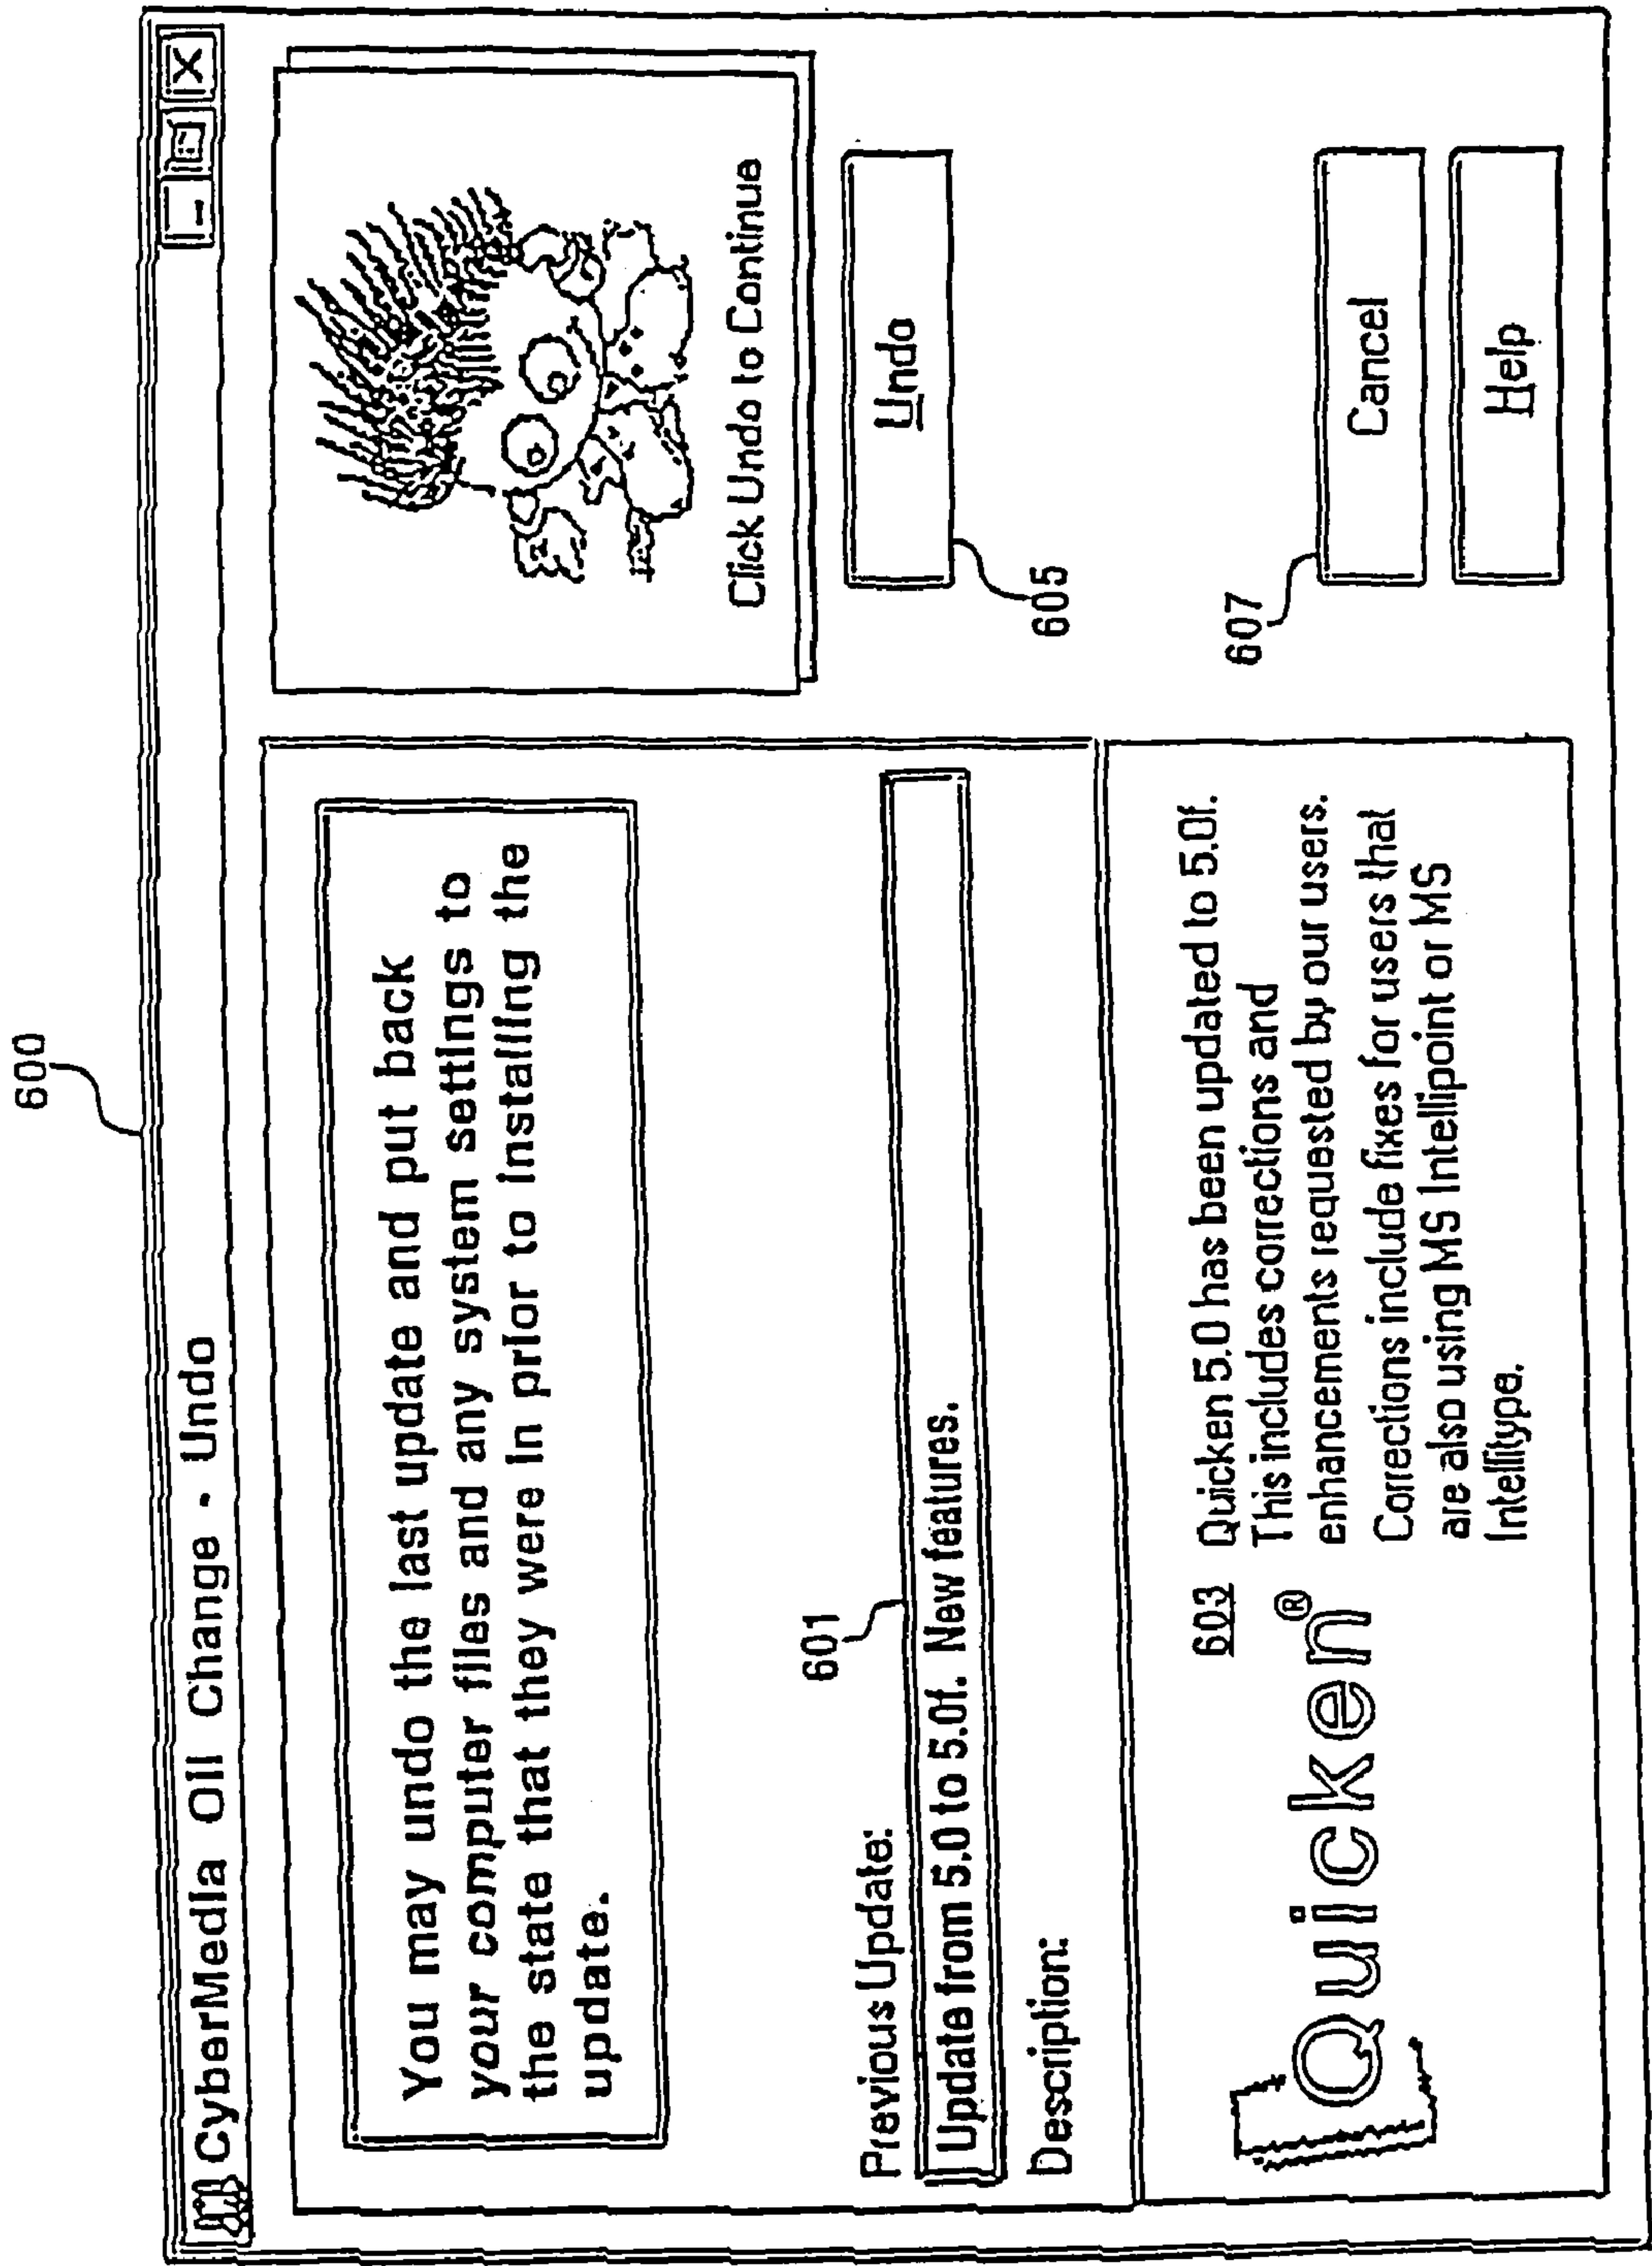 600
CyberMedia Oil Change - Undo
You may undo the last update and put back
your computer files and any system settings to
the state that they were in prior to installing the
update.
Click Undo to Continue
601
Previous Update:
Update from 5.0 to 5.0f. New features.
Undo
605
Description:
603
Quicken®
Quicken 5.0 has been updated to 5.0f.
This includes corrections and
enhancements requested by our users.
Corrections include fixes for users that
are also using MS Intellipoint or MS
Intellitype.
607
Cancel
Help